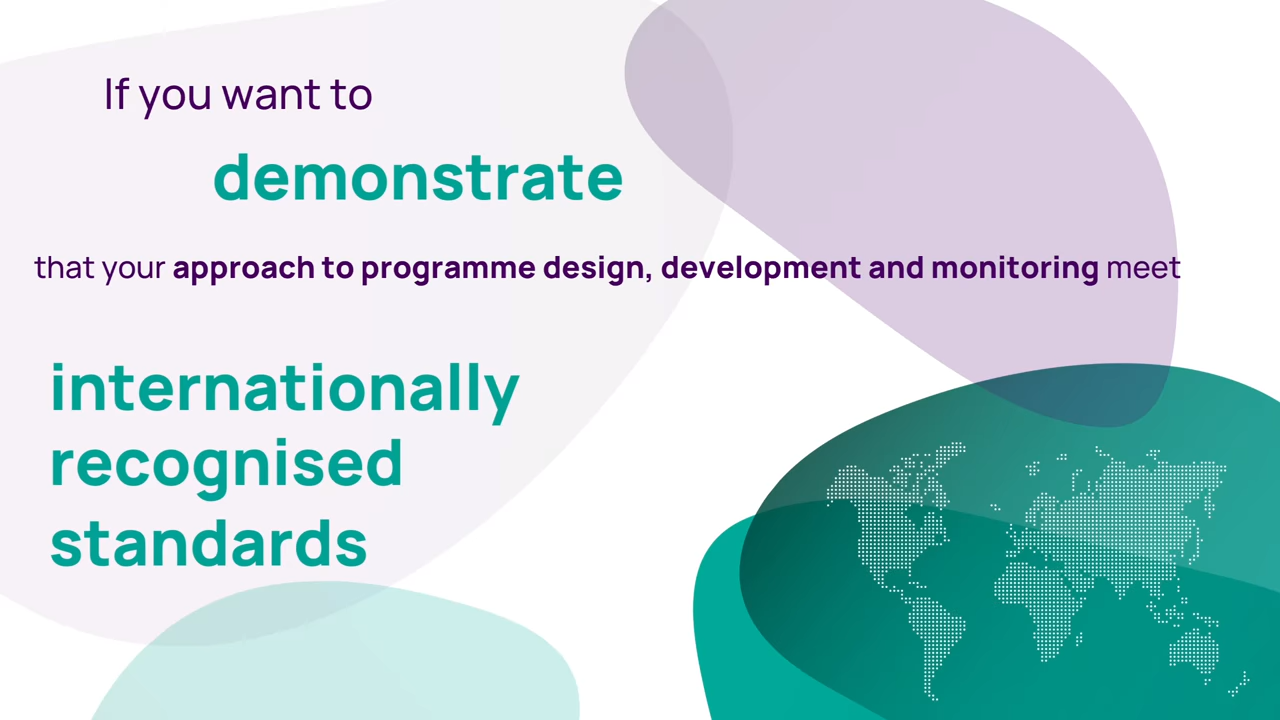 If you want to
demonstrate
that your approach to programme design, development and monitoring meet
internationally
recognised
standards